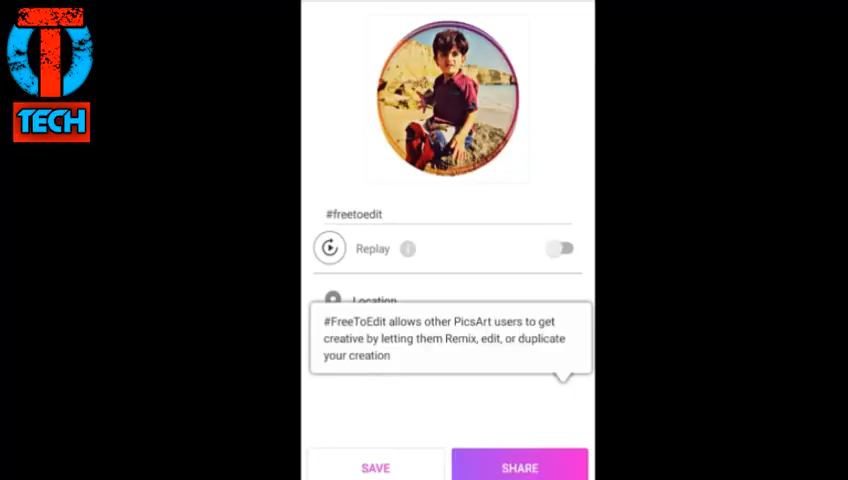 T
TECH
#freetoedit
Replay
Location
#FreeToEdit allows other PicsArt users to get
creative by letting them Remix, edit, or duplicate
your creation
SAVE
SHARE